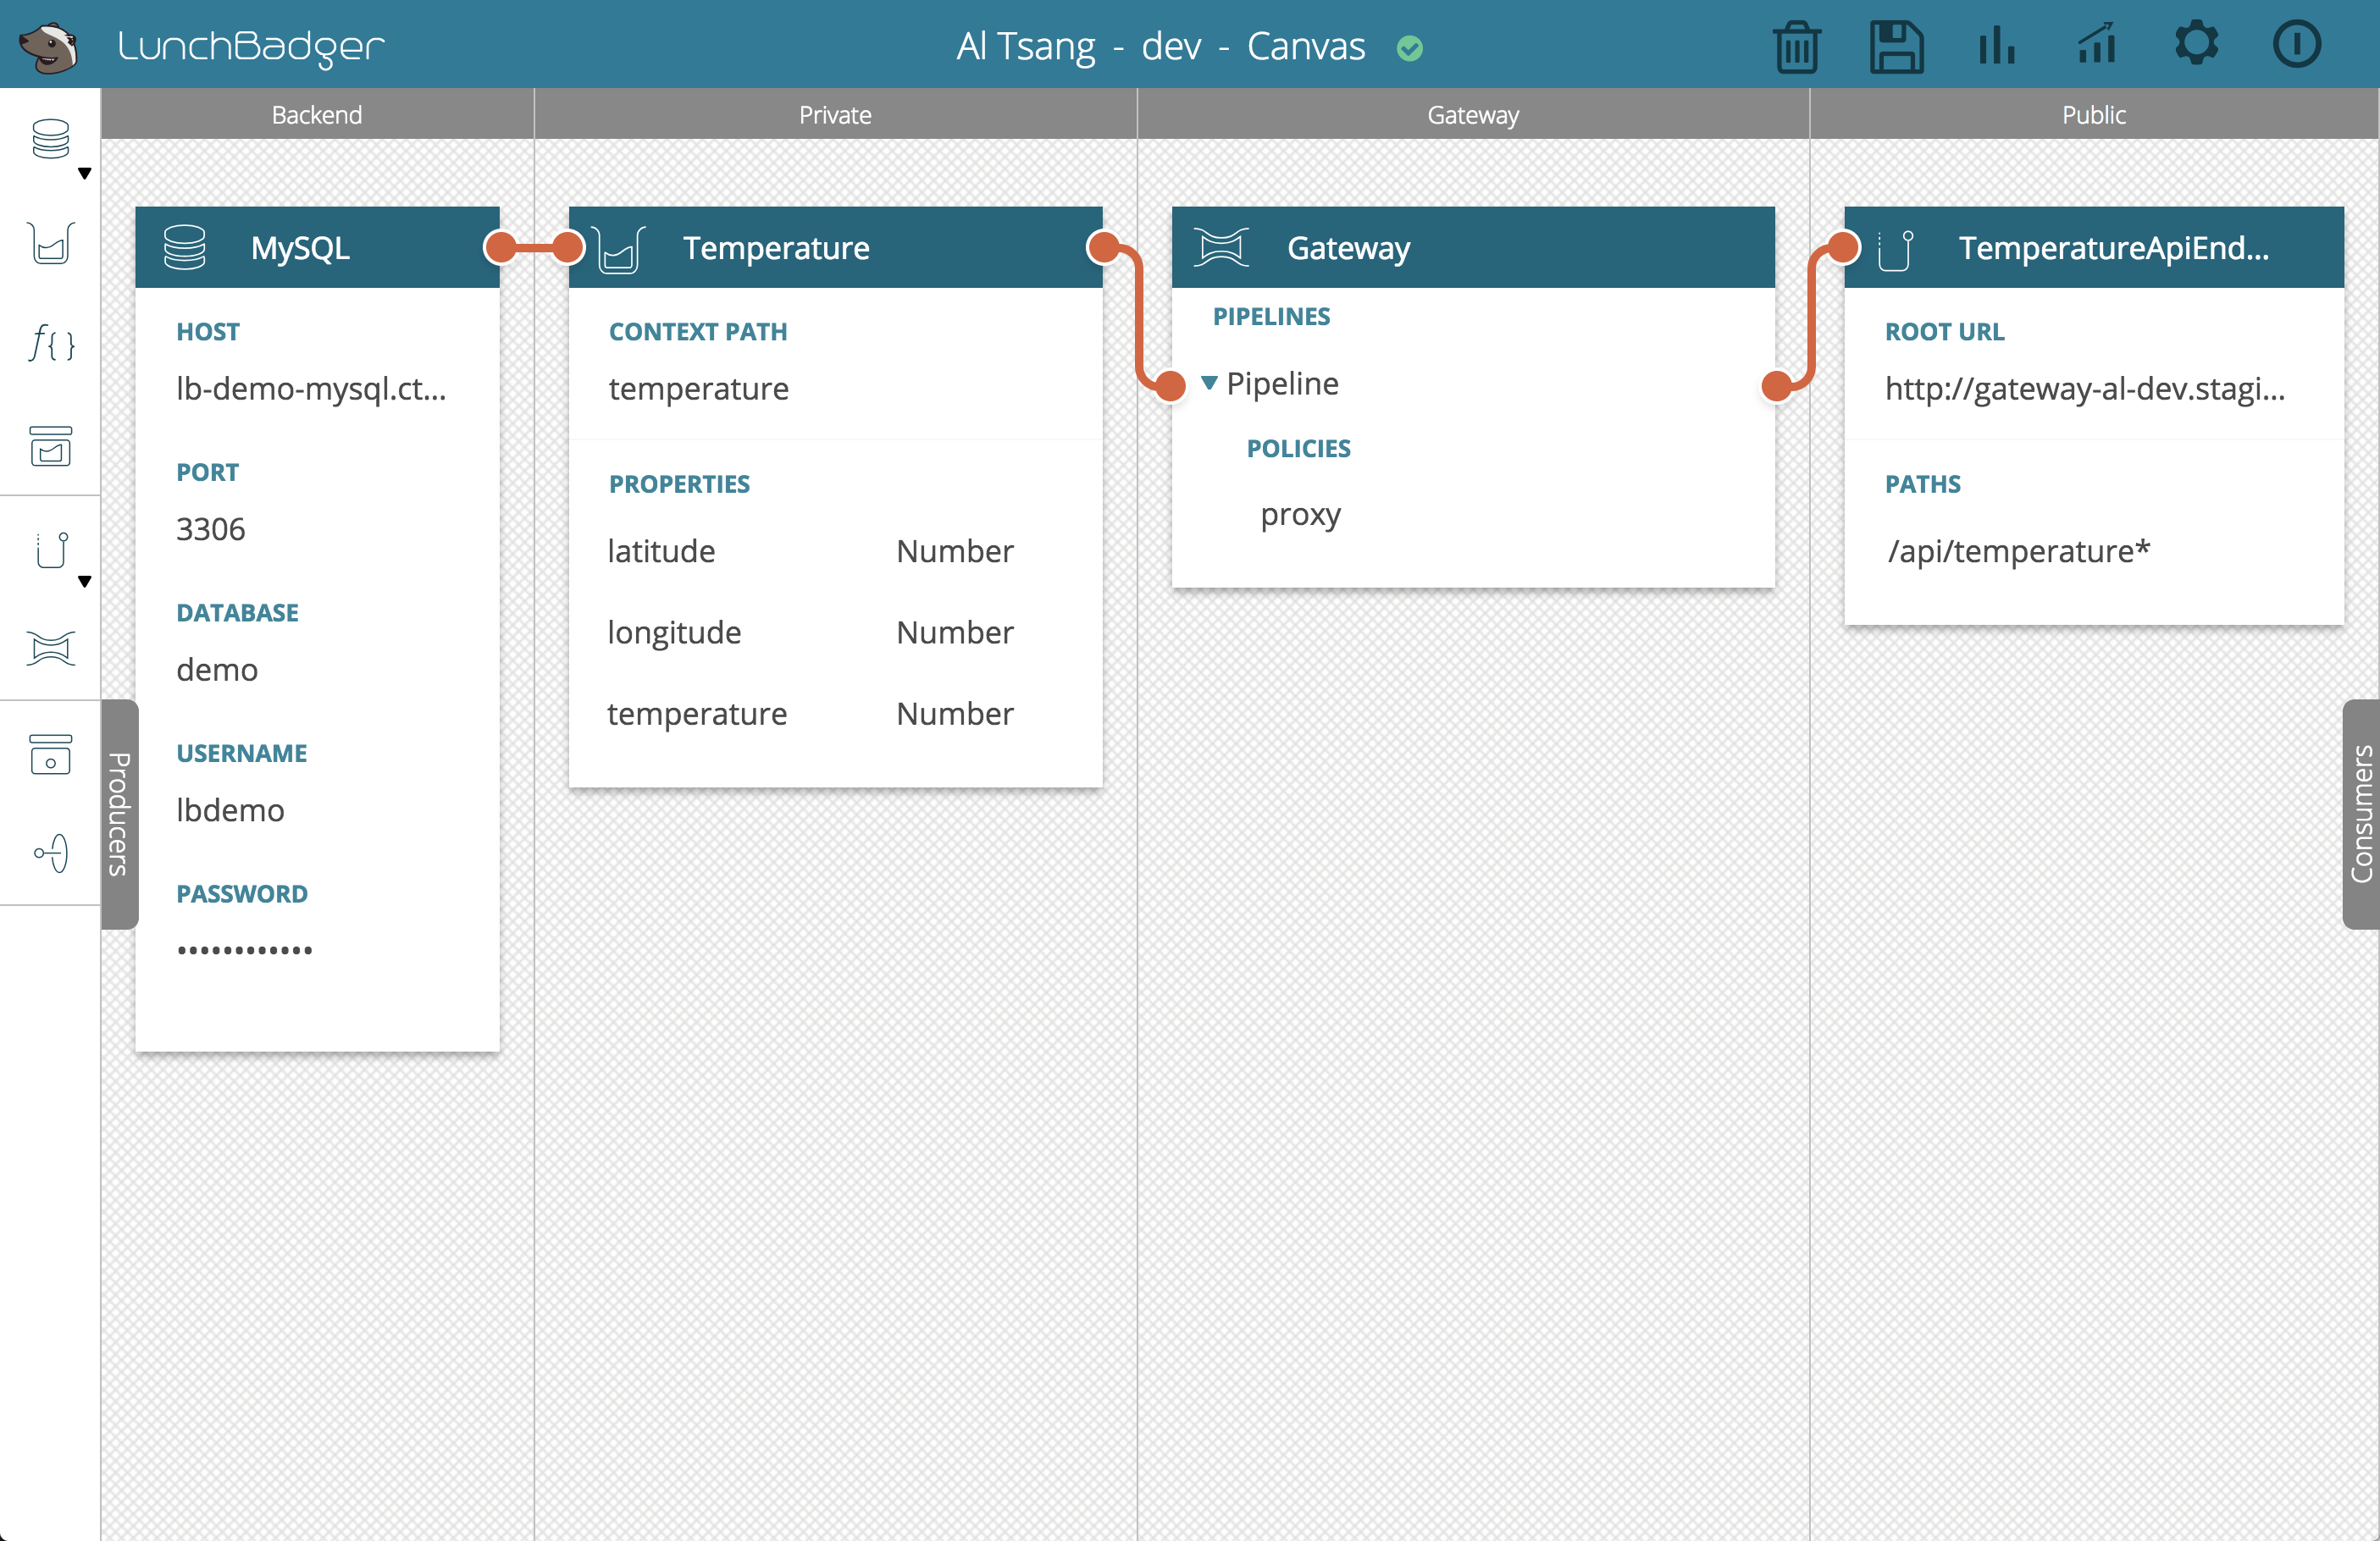 LunchBadger
Al Tsang - dev - Canvas
Backend
Private
Gateway
Public
MySQL
HOST
lb-demo-mysql.ct...
PORT
3306
DATABASE
demo
USERNAME
lbdemo
PASSWORD
••••••••••••
Temperature
CONTEXT PATH
temperature
PROPERTIES
latitude Number
longitude Number
temperature Number
Gateway
PIPELINES
Pipeline
POLICIES
proxy
TemperatureApiEnd...
ROOT URL
http://gateway-al-dev.stagi...
PATHS
/api/temperature*
f{}
Producers
Consumers